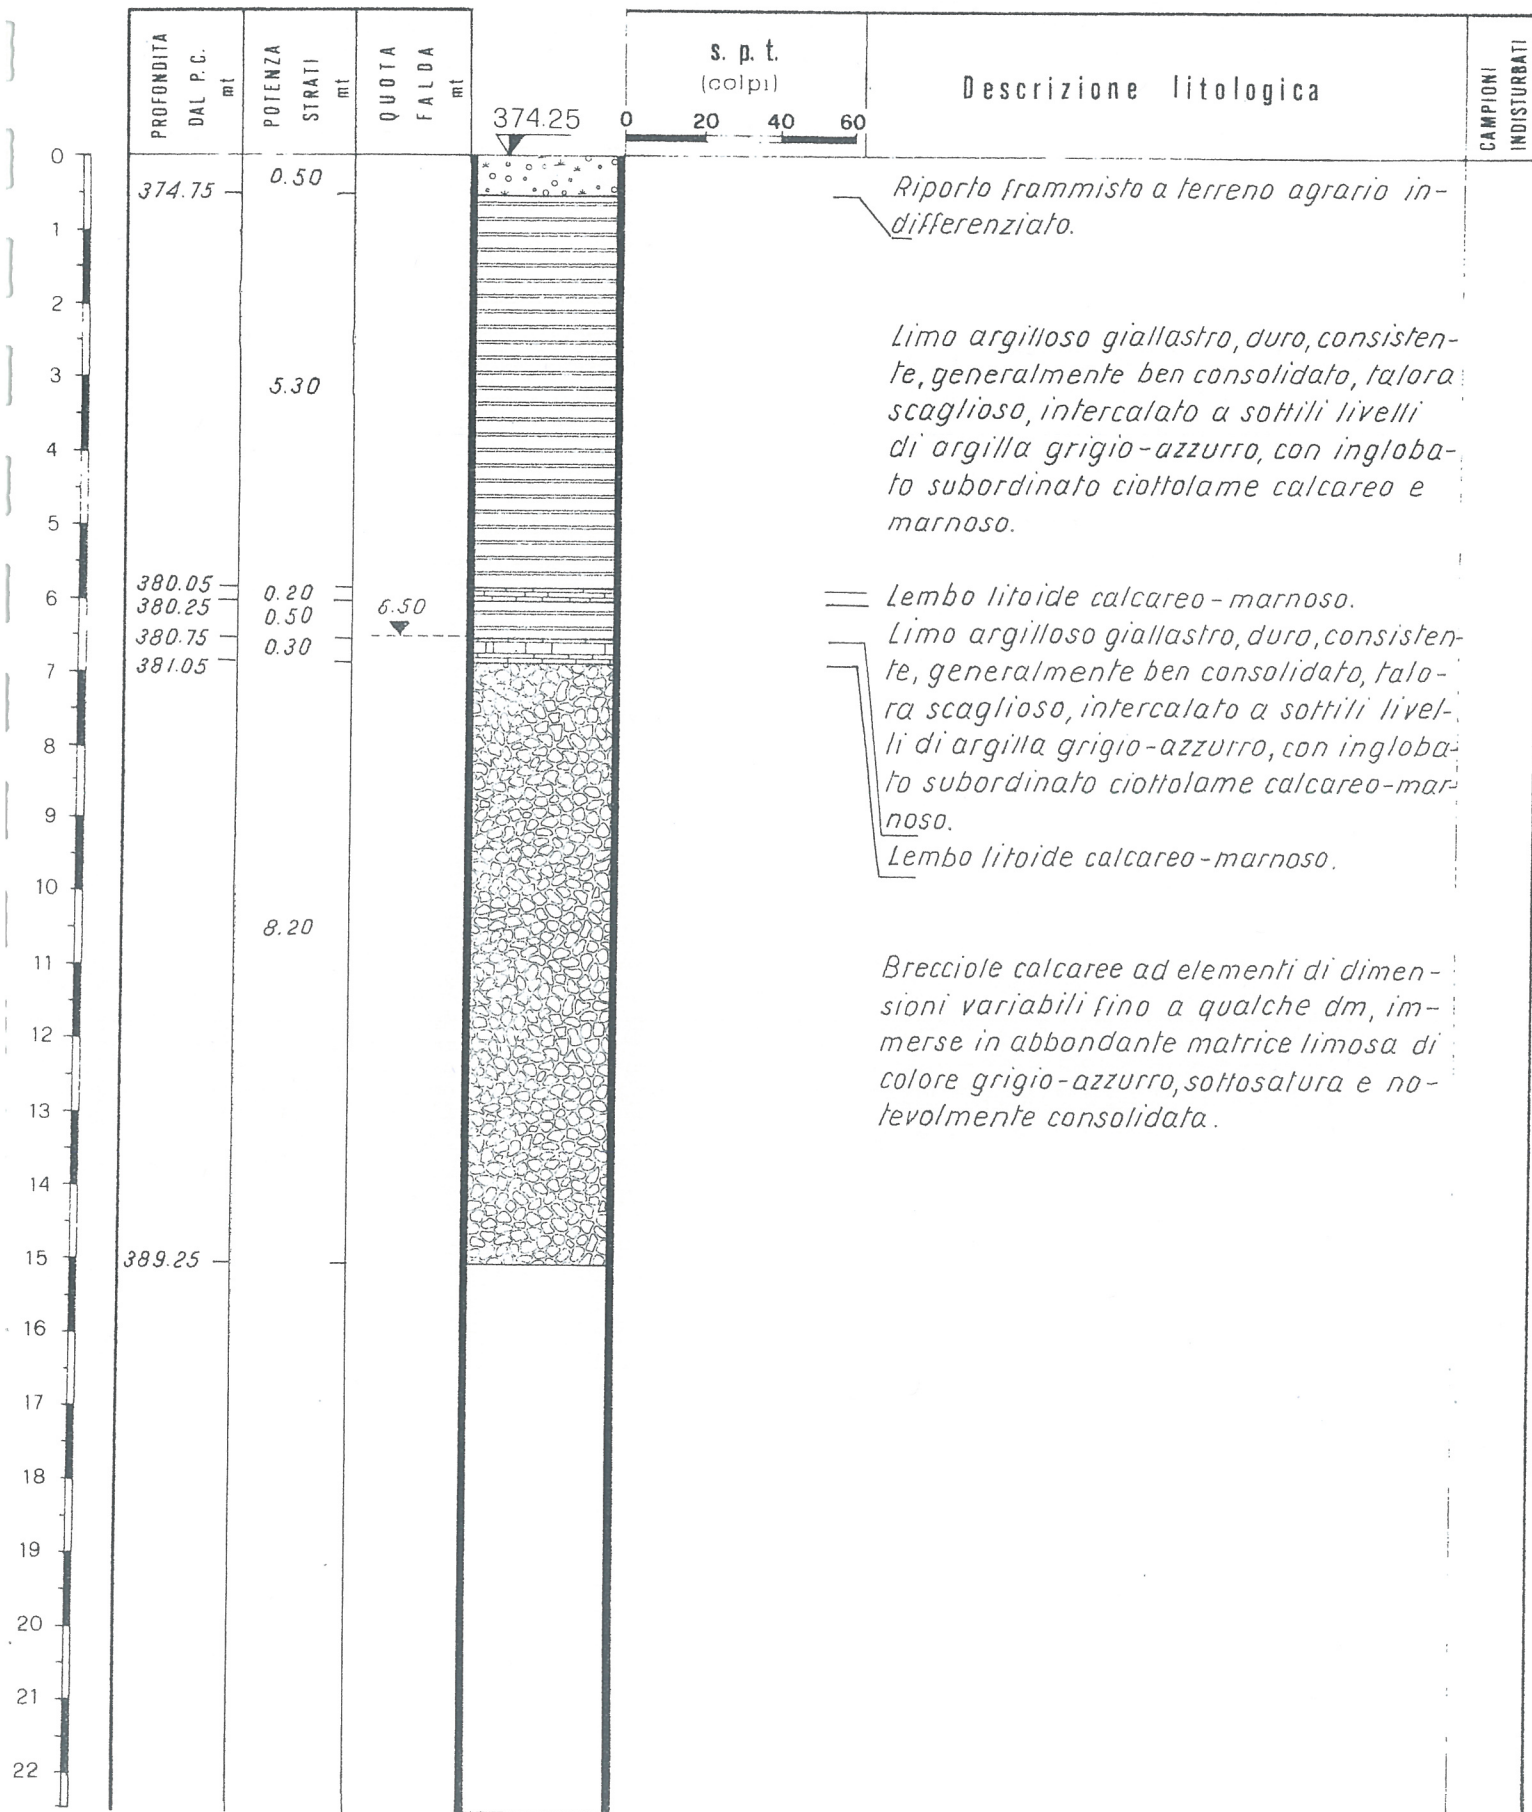 PROFONDITA
DAL P.C.
mt
POTENZA
STRATI
mt
QUOTA
FALDA
mt
374.25
s. p. t.
(colpi)
0 20 40 60
Descrizione litologica
CAMPIONI
INDISTURBATI
0
1
2
3
4
5
6
7
8
9
10
11
12
13
14
15
16
17
18
19
20
21
22
374.75
380.05
380.25
380.75
381.05
389.25
0.50
5.30
0.20
0.50
0.30
8.20
6.50
Riporto frammisto a terreno agrario in-
differenziato.
Limo argilloso giallastro, duro, consisten-
te, generalmente ben consolidato, talora
scaglioso, intercalato a sottili livelli
di argilla grigio-azzurro, con ingloba-
to subordinato ciottolame calcareo e
marnoso.
Lembo litoide calcareo-marnoso.
Limo argilloso giallastro, duro, consisten-
te, generalmente ben consolidato, talo-
ra scaglioso, intercalato a sottili livel-
li di argilla grigio-azzurro, con ingloba-
to subordinato ciottolame calcareo-mar-
noso.
Lembo litoide calcareo-marnoso.
Brecciole calcaree ad elementi di dimen-
sioni variabili fino a qualche dm, im-
merse in abbondante matrice limosa di
colore grigio-azzurro, sottosatura e no-
tevolmente consolidata.